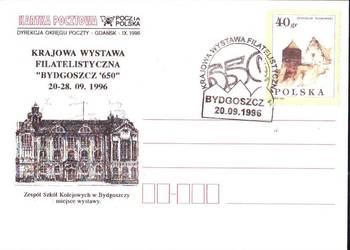 KARTKA POCZTOWA POCZTA POLSKA
DYREKCJA OKRĘGU POCZTY - GDAŃSK - IX.1996
KRAJOWA WYSTAWA
FILATELISTYCZNA
"BYDGOSZCZ '650"
20-28. 09. 1996
Zespół Szkół Kolejowych w Bydgoszczy
miejsce wystawy.
KRAJOWA WYSTAWA FILATELISTYCZNA
650
BYDGOSZCZ
20.09.1996
40 gr
POLSKA